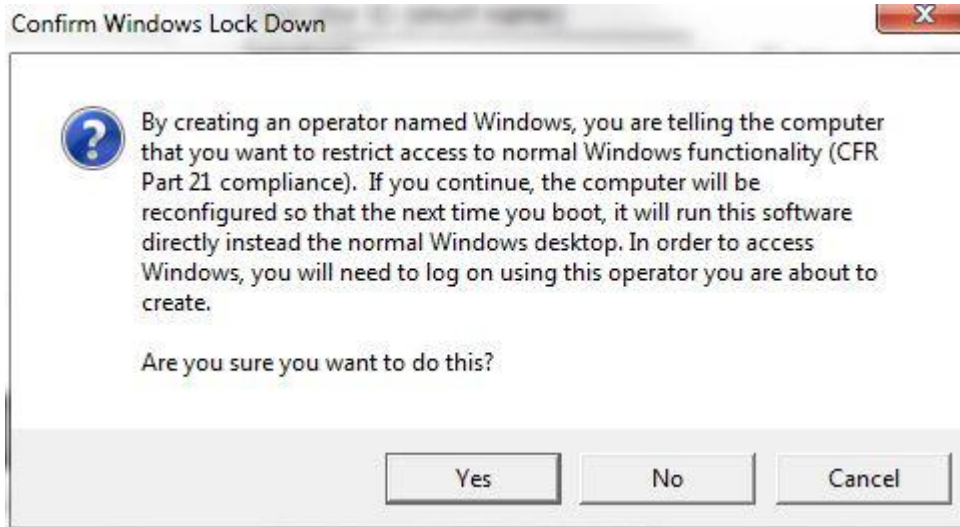 Confirm Windows Lock Down
By creating an operator named Windows, you are telling the computer
that you want to restrict access to normal Windows functionality (CFR
Part 21 compliance).  If you continue, the computer will be
reconfigured so that the next time you boot, it will run this software
directly instead the normal Windows desktop. In order to access
Windows, you will need to log on using this operator you are about to
create.
Are you sure you want to do this?
Yes
No
Cancel